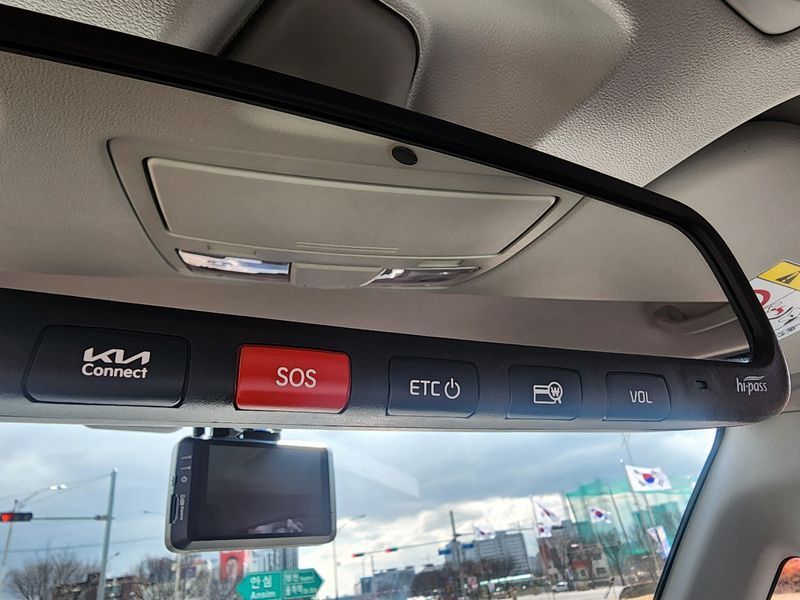 KIA
Connect
SOS
ETC
W
VOL
hi-pass
안심
Ansim